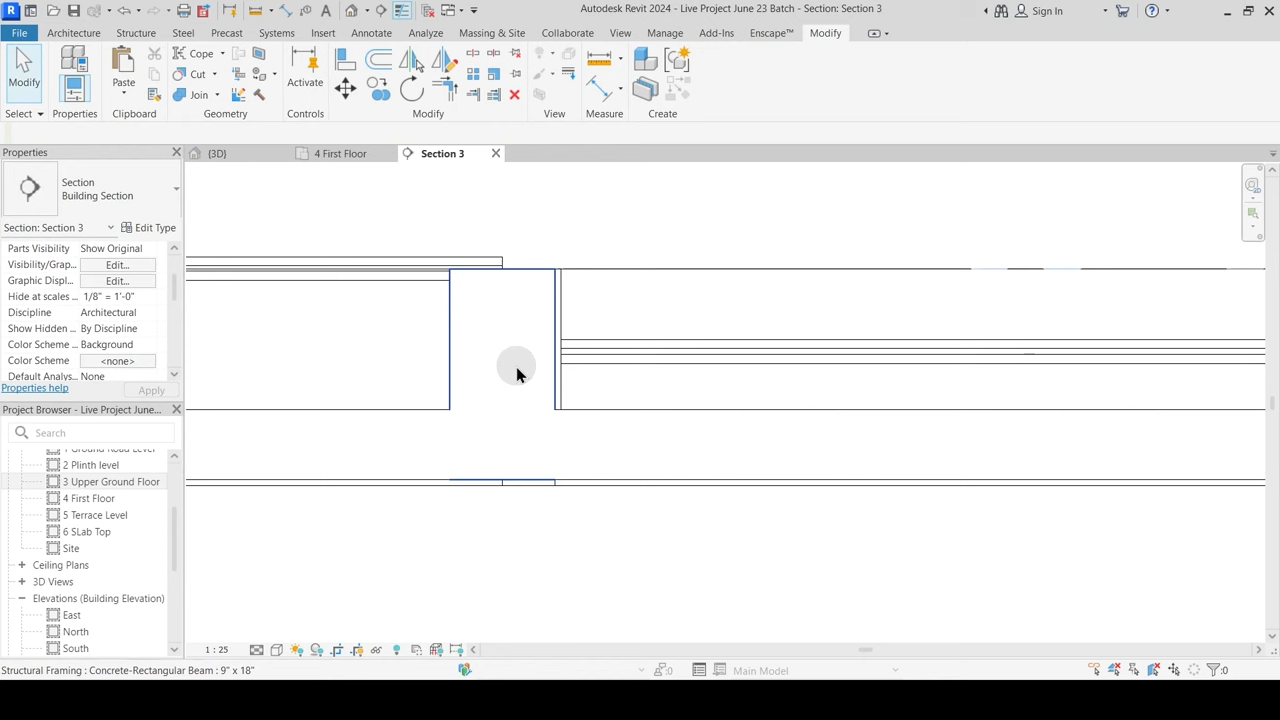 Autodesk Revit 2024 - Live Project June 23 Batch - Section: Section 3
Sign In
File Architecture Structure Steel Precast Systems Insert Annotate Analyze Massing & Site Collaborate View Manage Add-Ins Enscape™ Modify
Modify
Paste
Cope
Cut
Join
Activate
Select Properties Clipboard Geometry Controls Modify View Measure Create
Properties
{3D}
4 First Floor
Section 3
Section
Building Section
Section: Section 3
Edit Type
Parts Visibility Show Original
Visibility/Grap... Edit...
Graphic Displ... Edit...
Hide at scales ... 1/8" = 1'-0"
Discipline Architectural
Show Hidden ... By Discipline
Color Scheme ... Background
Color Scheme <none>
Default Analys... None
Properties help
Apply
Project Browser - Live Project June...
Search
1 Ground Road Level
2 Plinth level
3 Upper Ground Floor
4 First Floor
5 Terrace Level
6 SLab Top
Site
Ceiling Plans
3D Views
Elevations (Building Elevation)
East
North
South
1 : 25
Structural Framing : Concrete-Rectangular Beam : 9" x 18"
:0
Main Model
:0